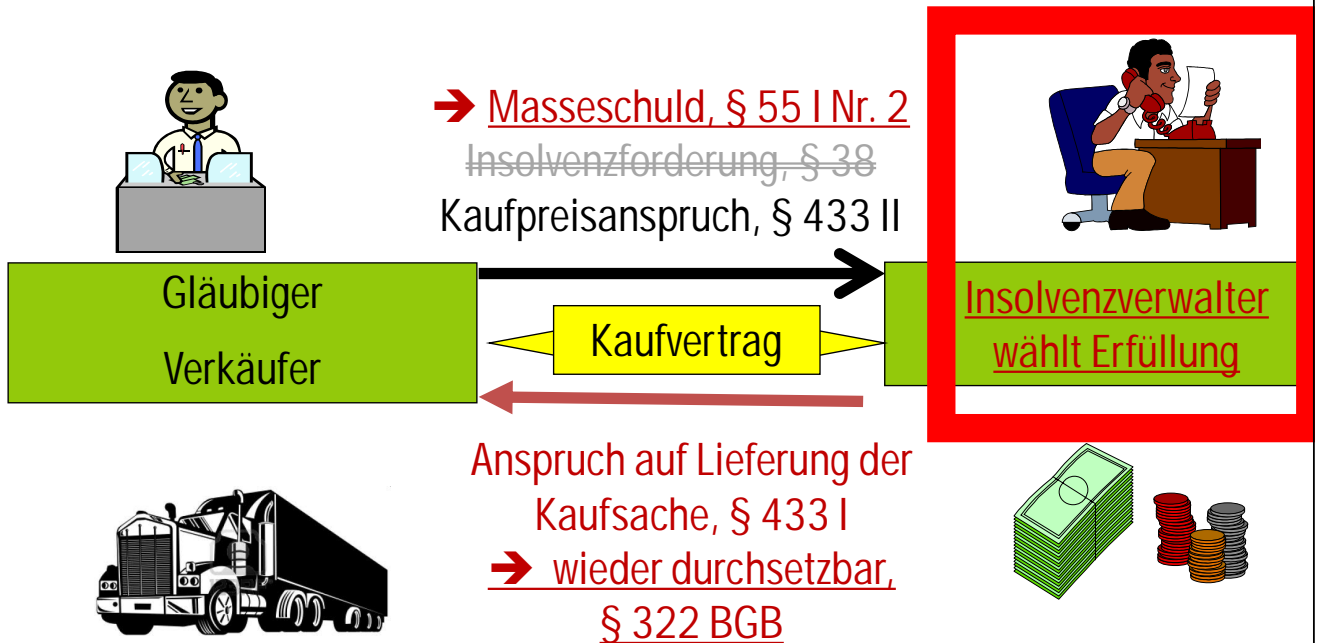 ➔ Masseschuld, § 55 I Nr. 2
Insolvenzforderung, § 38
Kaufpreisanspruch, § 433 II
Gläubiger
Verkäufer
Kaufvertrag
Insolvenzverwalter
wählt Erfüllung
Anspruch auf Lieferung der
Kaufsache, § 433 I
➔ wieder durchsetzbar,
§ 322 BGB